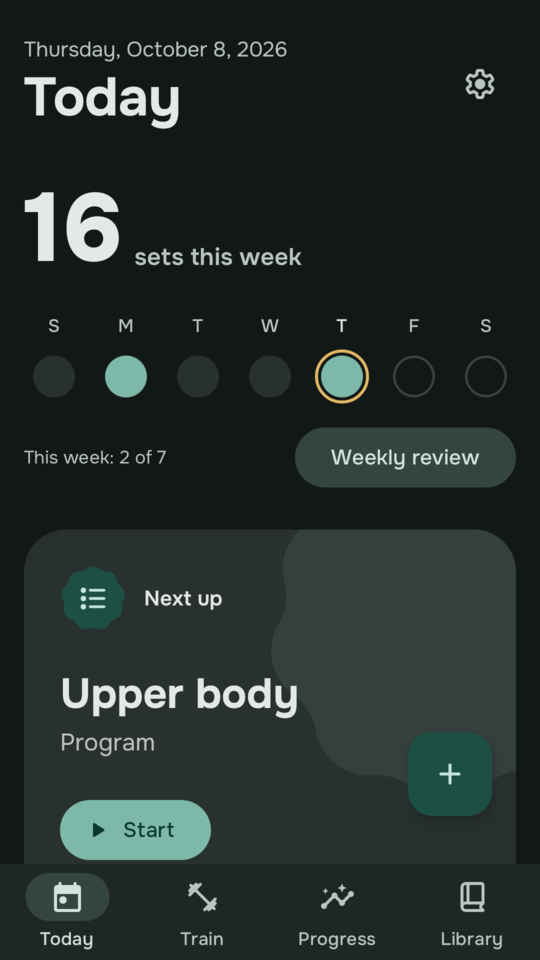 Thursday, October 8, 2026
Today
16 sets this week
S M T W T F S
This week: 2 of 7
Weekly review
Next up
Upper body
Program
Start
Today Train Progress Library